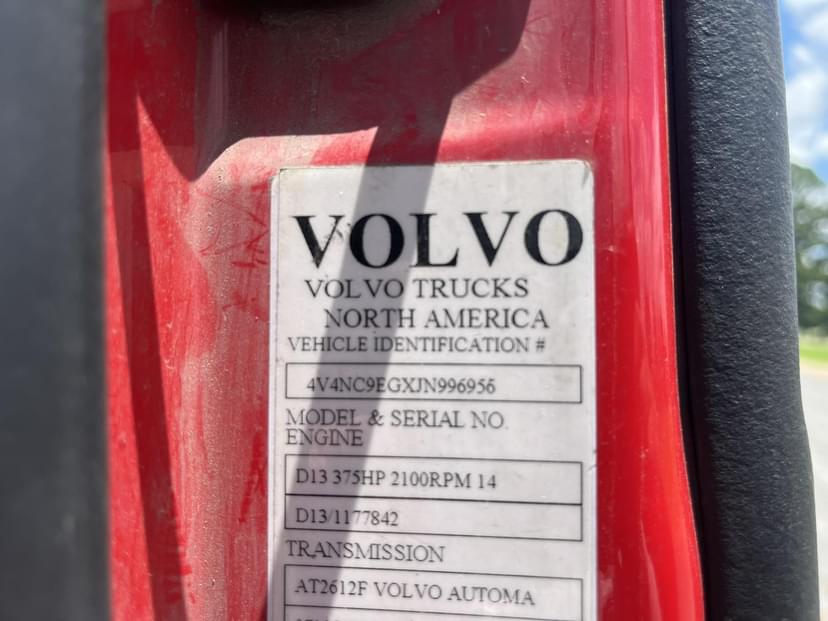 VOLVO
VOLVO TRUCKS
NORTH AMERICA
VEHICLE IDENTIFICATION #
4V4NC9EGXJN996956
MODEL & SERIAL NO.
ENGINE
D13 375HP 2100RPM 14
D13/1177842
TRANSMISSION
AT2612F VOLVO AUTOMA